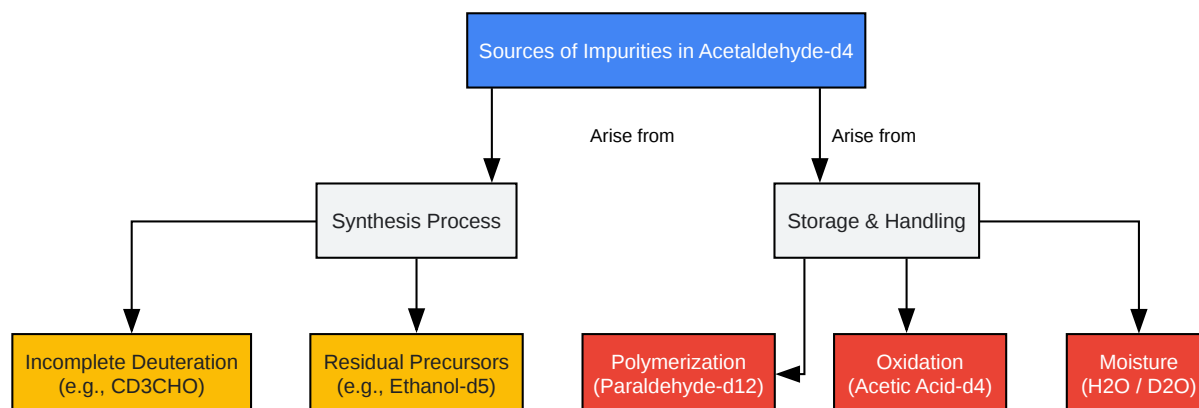 Sources of Impurities in Acetaldehyde-d4
Arise from
Arise from
Synthesis Process
Storage & Handling
Incomplete Deuteration
(e.g., CD3CHO)
Residual Precursors
(e.g., Ethanol-d5)
Polymerization
(Paraldehyde-d12)
Oxidation
(Acetic Acid-d4)
Moisture
(H2O / D2O)